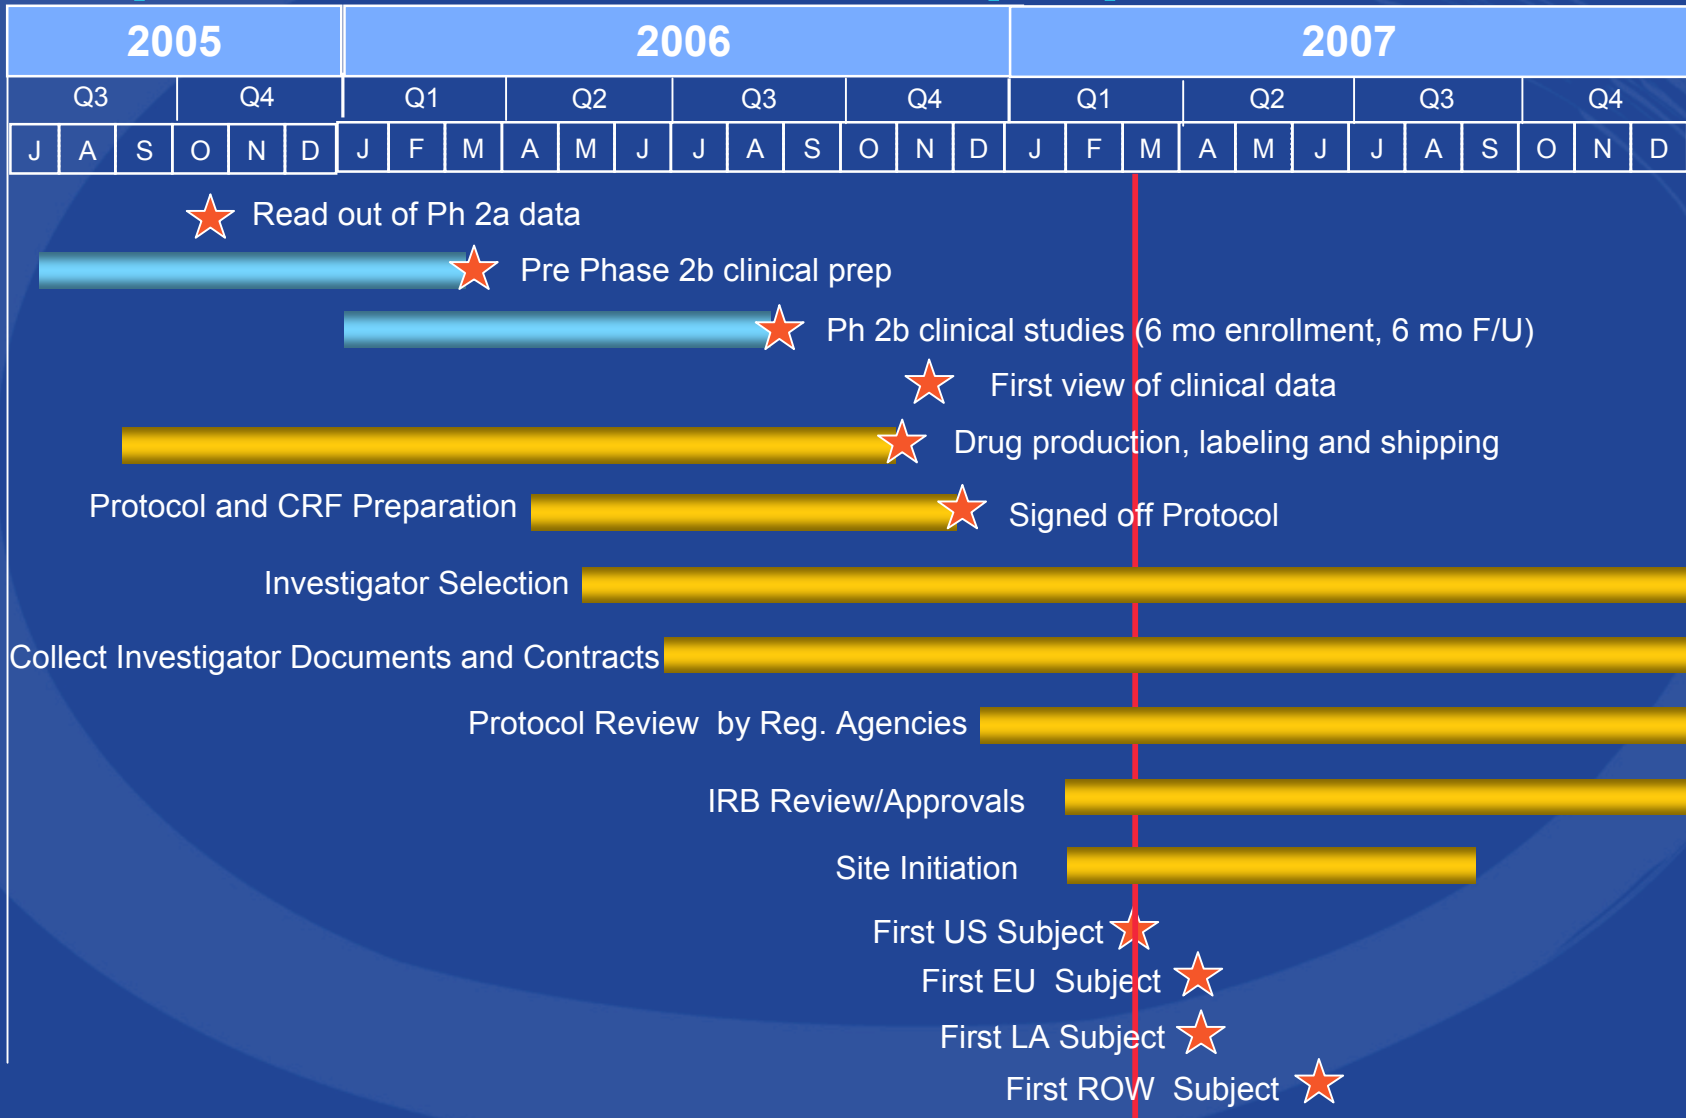 2005 2006 2007
Q3 Q4 Q1 Q2 Q3 Q4 Q1 Q2 Q3 Q4
J A S O N D J F M A M J J A S O N D J F M A M J J A S O N D
Read out of Ph 2a data
Pre Phase 2b clinical prep
Ph 2b clinical studies (6 mo enrollment, 6 mo F/U)
First view of clinical data
Drug production, labeling and shipping
Protocol and CRF Preparation
Signed off Protocol
Investigator Selection
Collect Investigator Documents and Contracts
Protocol Review by Reg. Agencies
IRB Review/Approvals
Site Initiation
First US Subject
First EU Subject
First LA Subject
First ROW Subject